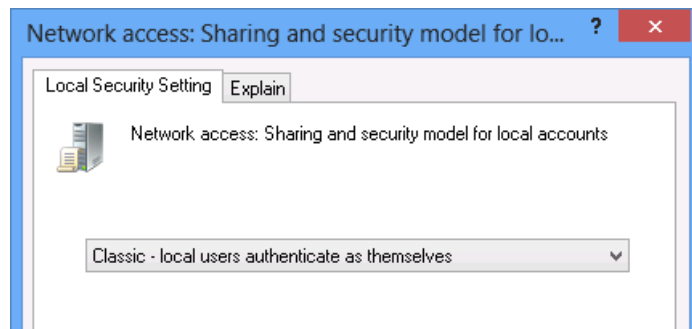 Network access: Sharing and security model for lo...
?
Local Security Setting
Explain
Network access: Sharing and security model for local accounts
Classic - local users authenticate as themselves